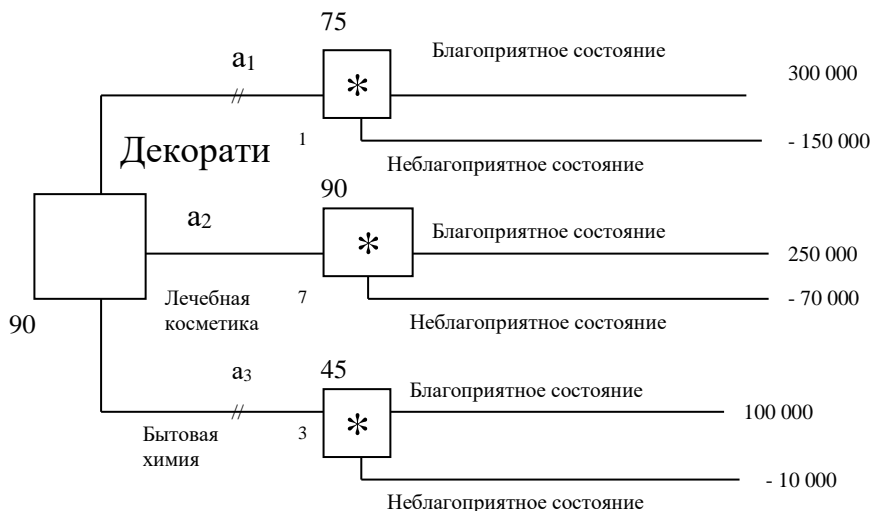 75
Благоприятное состояние
a1
300 000
*
1
- 150 000
Декорати
Неблагоприятное состояние
90
a2
Благоприятное состояние
*
250 000
Лечебная
косметика
7
- 70 000
90
Неблагоприятное состояние
45
a3
Благоприятное состояние
100 000
*
Бытовая
химия
3
- 10 000
Неблагоприятное состояние